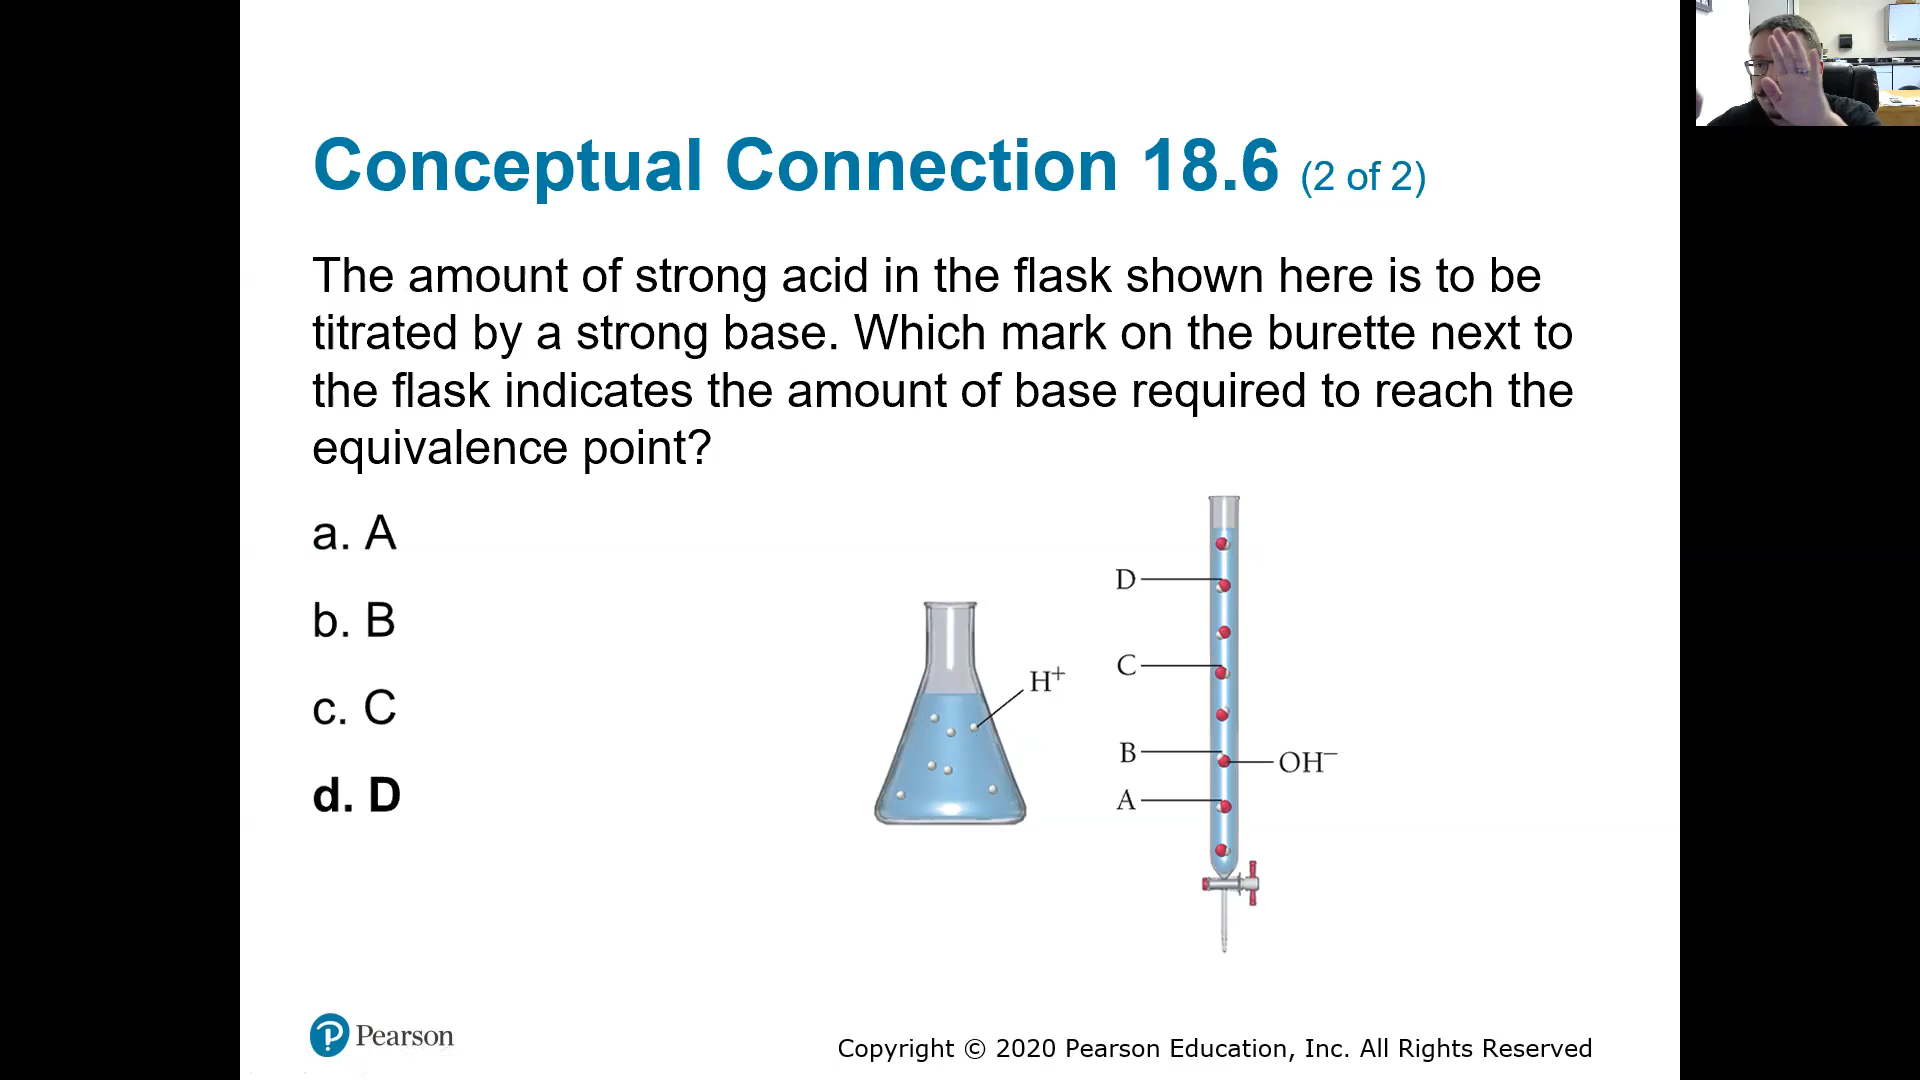 Conceptual Connection 18.6 (2 of 2)
The amount of strong acid in the flask shown here is to be
titrated by a strong base. Which mark on the burette next to
the flask indicates the amount of base required to reach the
equivalence point?
a. A
b. B
c. C
d. D
H⁺
D
C
B
OH⁻
A
Pearson
Copyright © 2020 Pearson Education, Inc. All Rights Reserved